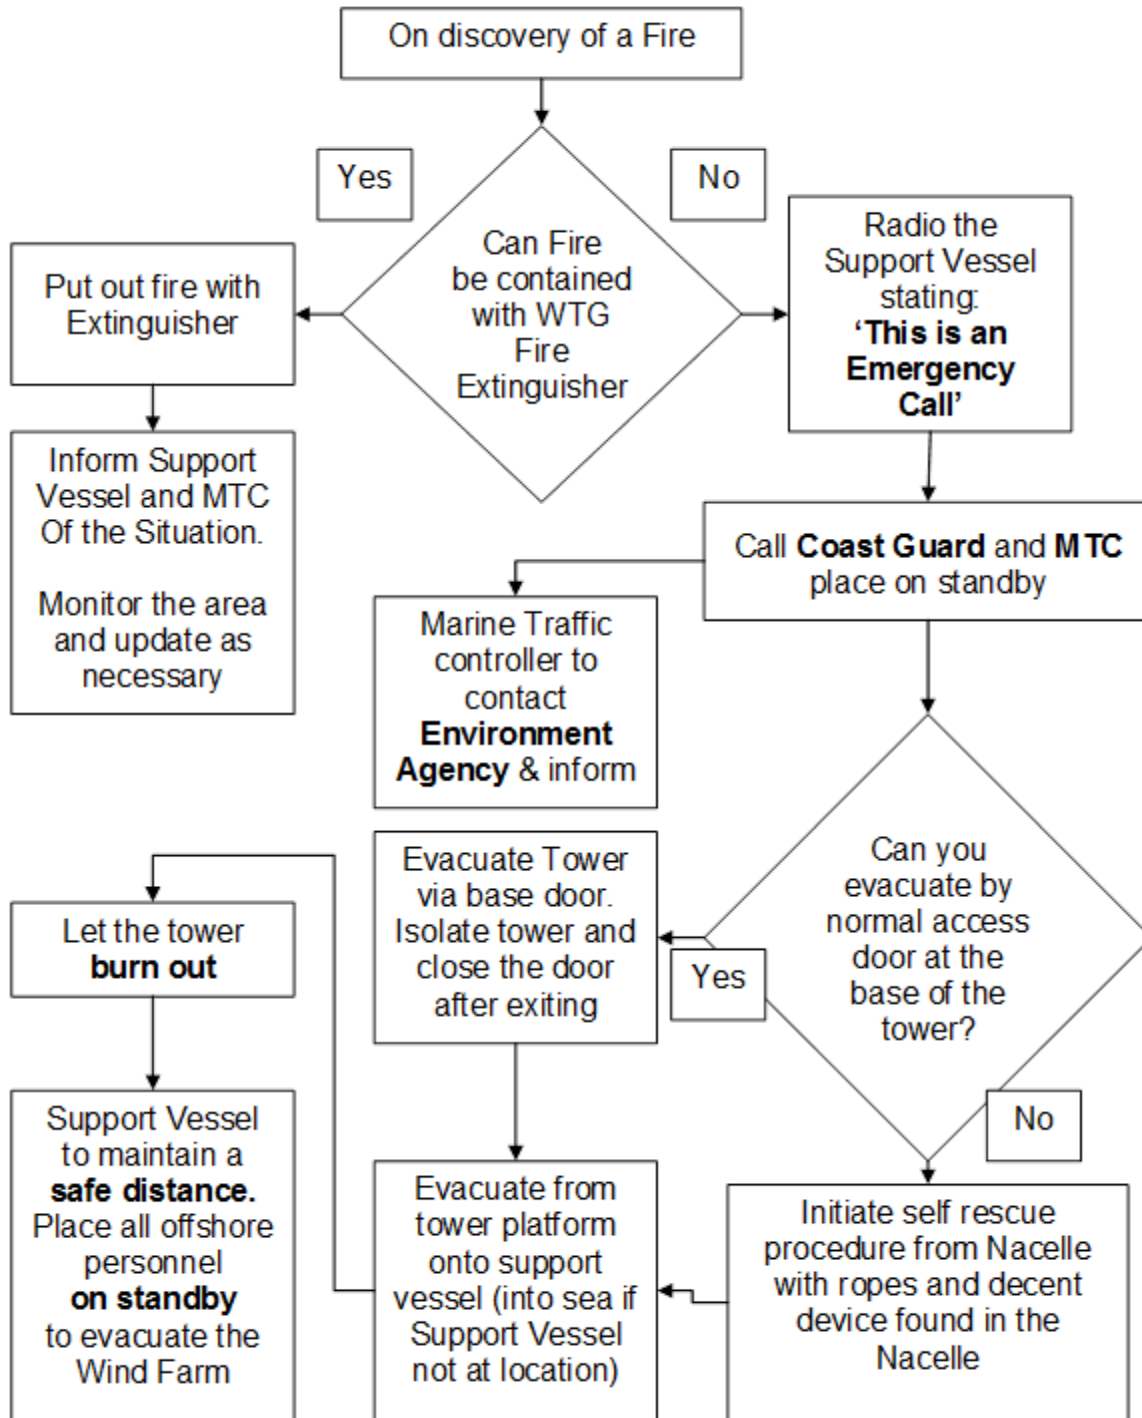 On discovery of a Fire
Yes
No
Can Fire
be contained
with WTG
Fire
Extinguisher
Put out fire with
Extinguisher
Radio the
Support Vessel
stating:
‘This is an
Emergency
Call’
Inform Support
Vessel and MTC
Of the Situation.
Monitor the area
and update as
necessary
Call Coast Guard and MTC
place on standby
Marine Traffic
controller to
contact
Environment
Agency & inform
Can you
evacuate by
normal access
door at the
base of the
tower?
Yes
No
Evacuate Tower
via base door.
Isolate tower and
close the door
after exiting
Initiate self rescue
procedure from Nacelle
with ropes and decent
device found in the
Nacelle
Evacuate from
tower platform
onto support
vessel (into sea if
Support Vessel
not at location)
Let the tower
burn out
Support Vessel
to maintain a
safe distance.
Place all offshore
personnel
on standby
to evacuate the
Wind Farm